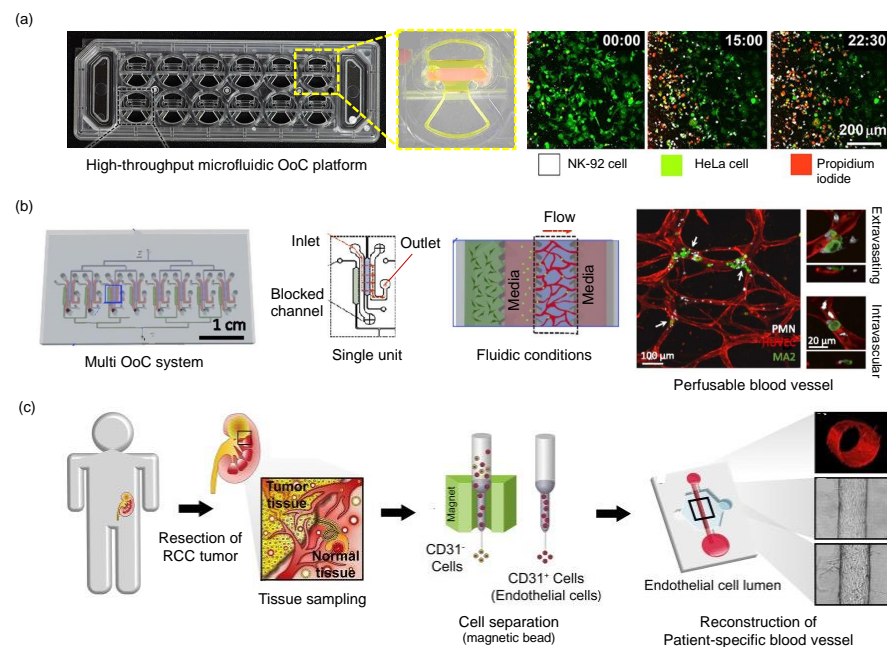 (a)
00:00
15:00
22:30
200 μm
High-throughput microfluidic OoC platform
NK-92 cell
HeLa cell
Propidium
iodide
(b)
1 cm
Multi OoC system
Inlet
Outlet
Blocked
channel
Single unit
Flow
Media
Media
Fluidic conditions
PMN
HUVEC
MA2
100 μm
20 μm
Extravasating
Intravascular
Perfusable blood vessel
(c)
Resection of
RCC tumor
Tumor
tissue
Normal
tissue
Tissue sampling
Magnet
CD31-
Cells
CD31+ Cells
(Endothelial cells)
Cell separation
(magnetic bead)
Endothelial cell lumen
Reconstruction of
Patient-specific blood vessel